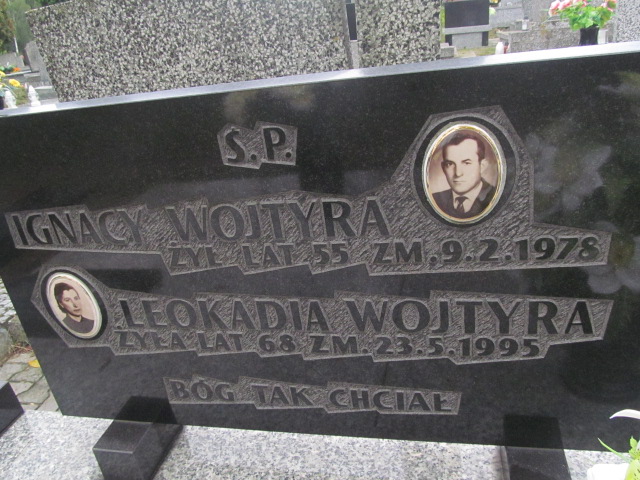 Ś.P.
IGNACY WOJTYRA
ŻYŁ LAT 55 ZM. 9.2.1978
LEOKADIA WOJTYRA
ŻYŁA LAT 68 ZM. 23.5.1995
BÓG TAK CHCIAŁ